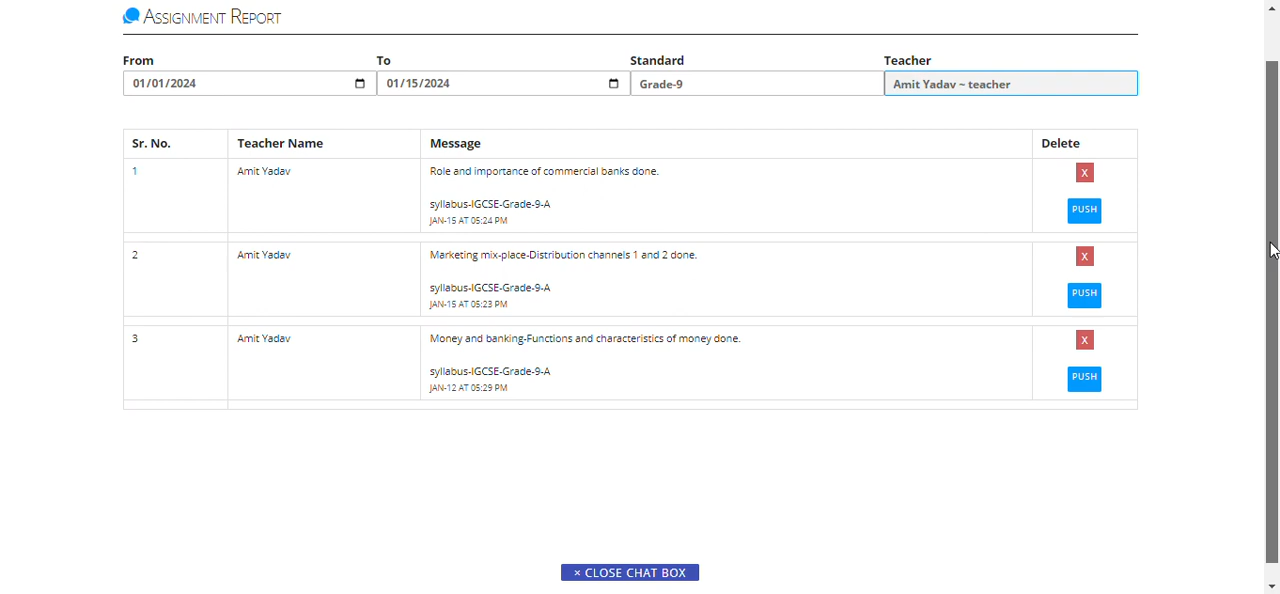 Assignment Report
From To Standard Teacher
01/01/2024 01/15/2024 Grade-9 Amit Yadav ~ teacher
Sr. No. Teacher Name Message Delete
1 Amit Yadav Role and importance of commercial banks done. X
syllabus-IGCSE-Grade-9-A PUSH
JAN-15 AT 05:24 PM
2 Amit Yadav Marketing mix-place-Distribution channels 1 and 2 done. X
syllabus-IGCSE-Grade-9-A PUSH
JAN-15 AT 05:23 PM
3 Amit Yadav Money and banking-Functions and characteristics of money done. X
syllabus-IGCSE-Grade-9-A PUSH
JAN-12 AT 05:29 PM
× CLOSE CHAT BOX